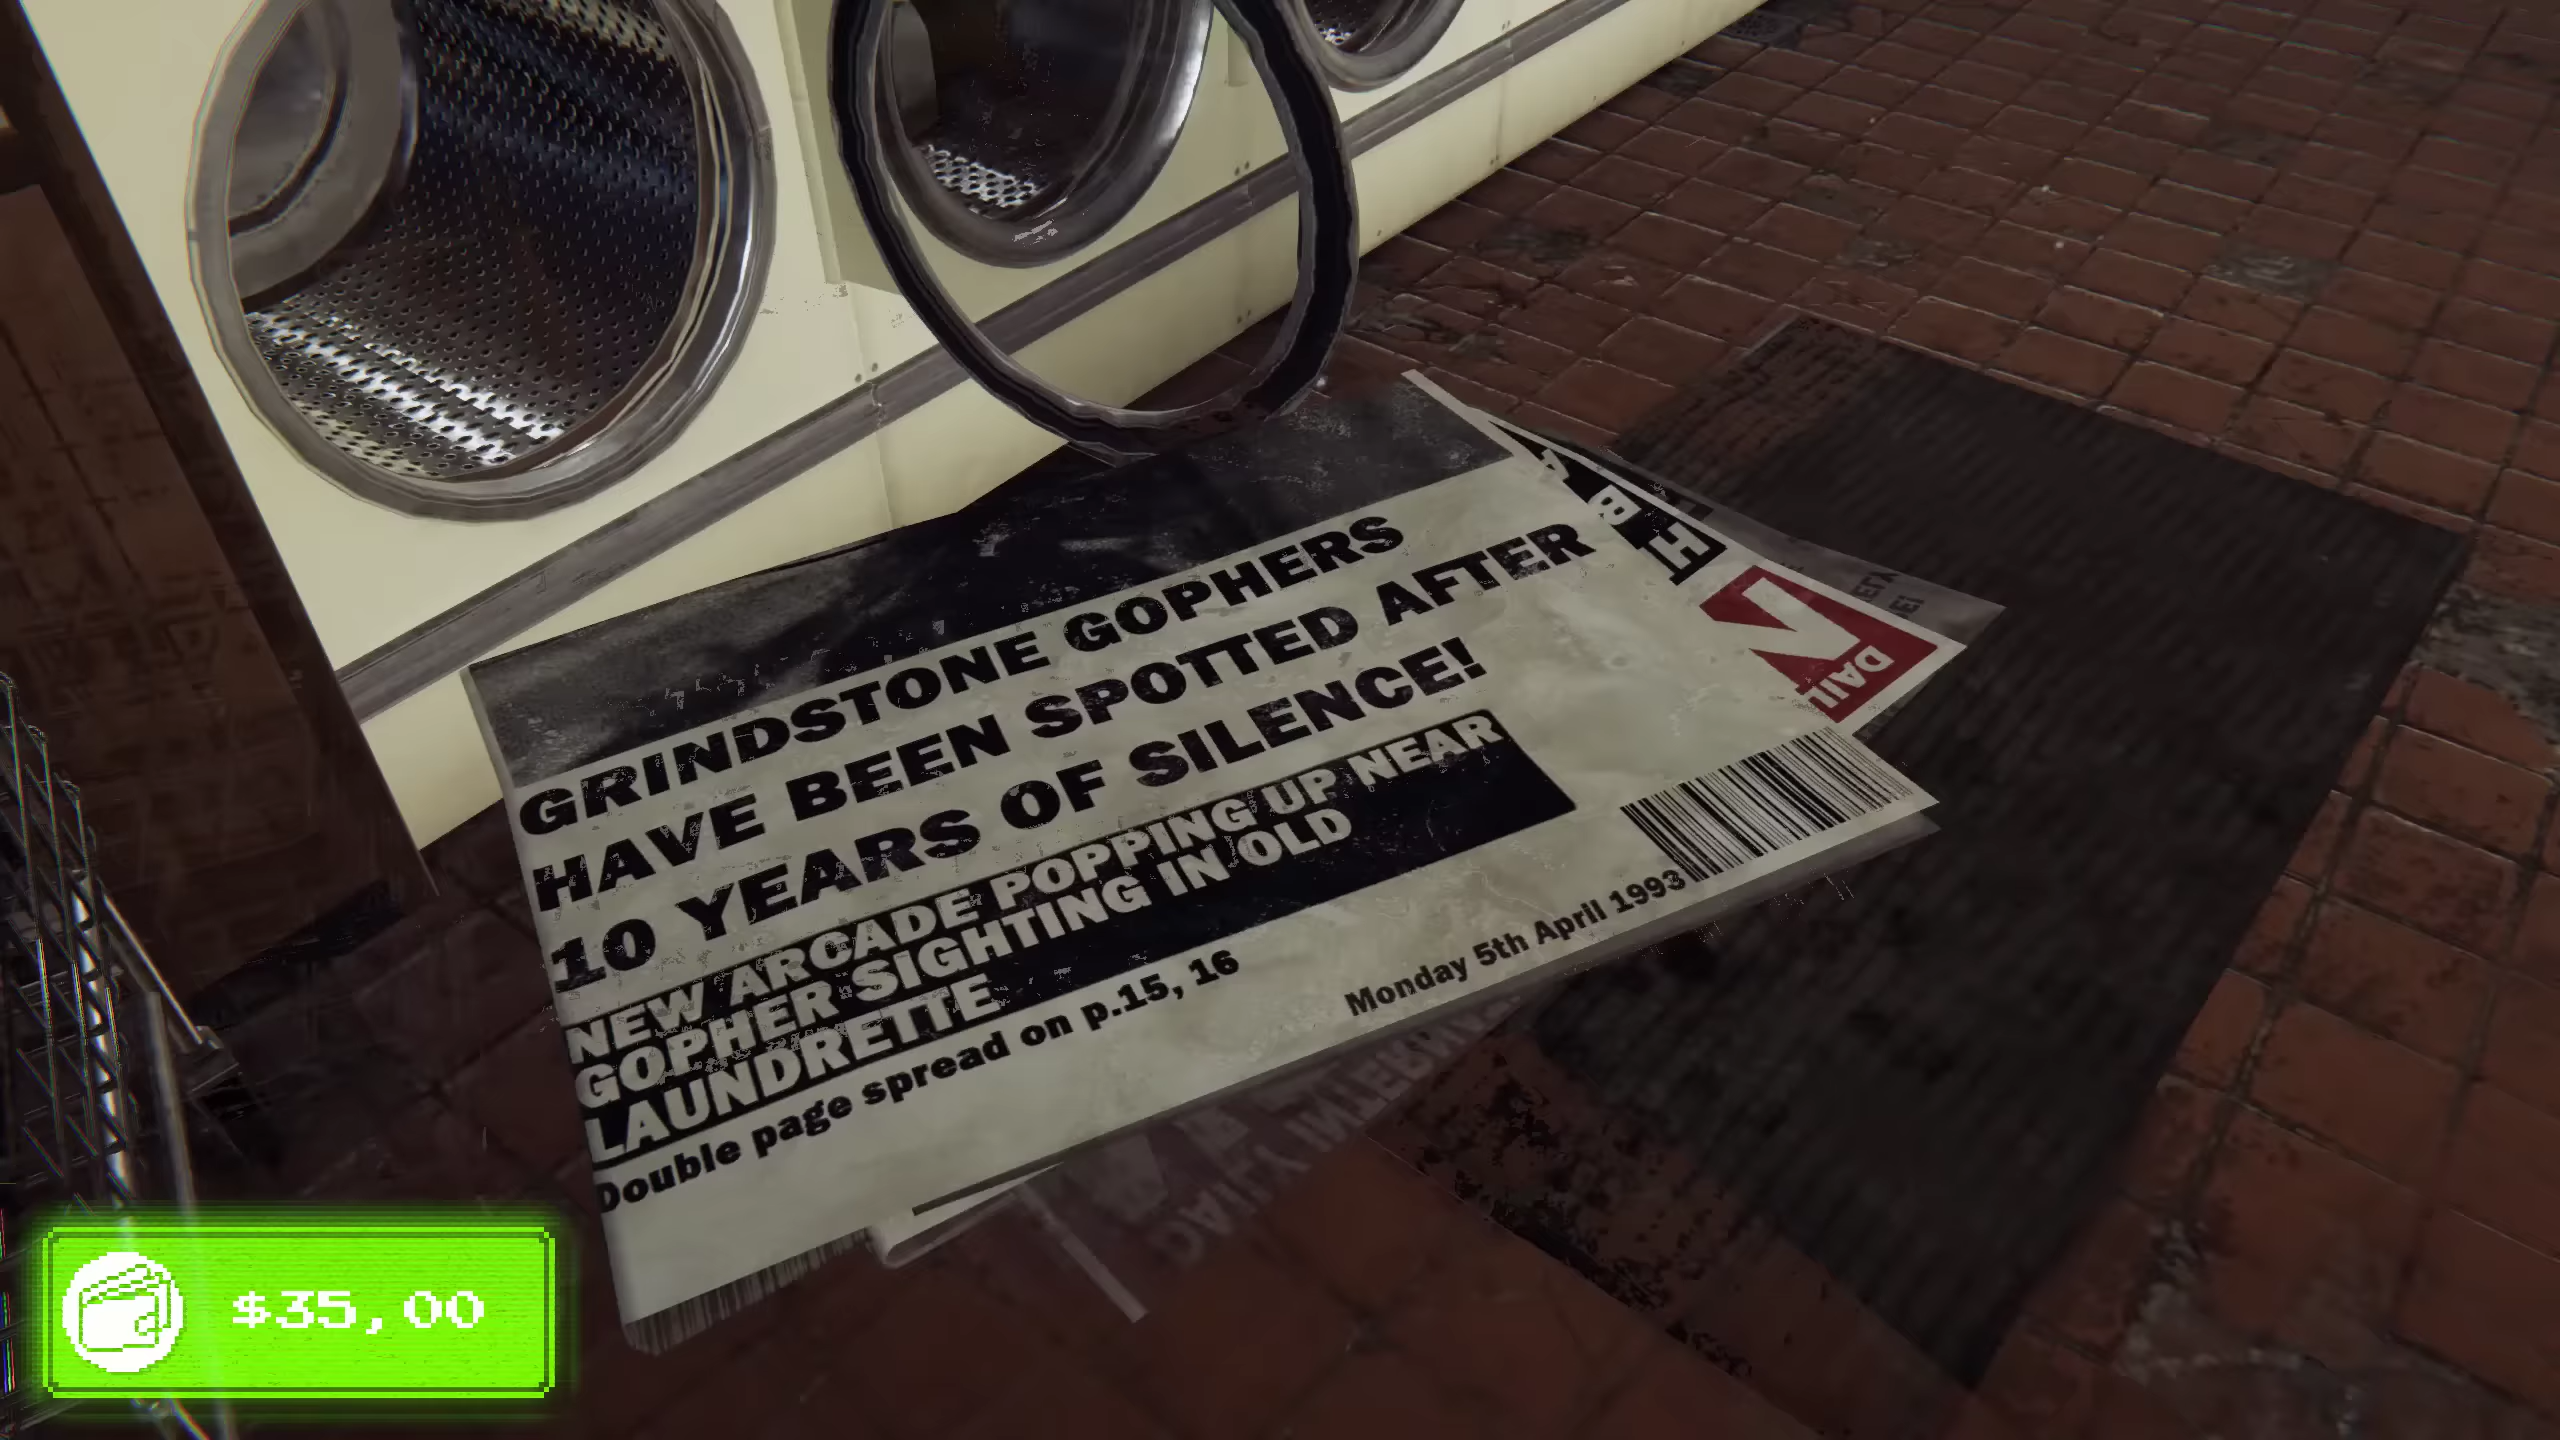 GRINDSTONE GOPHERS
HAVE BEEN SPOTTED AFTER
10 YEARS OF SILENCE!
NEW ARCADE POPPING UP NEAR
GOPHER SIGHTING IN OLD
LAUNDRETTE
Double page spread on p.15, 16
Monday 5th April 1993
DAIL
$35,00